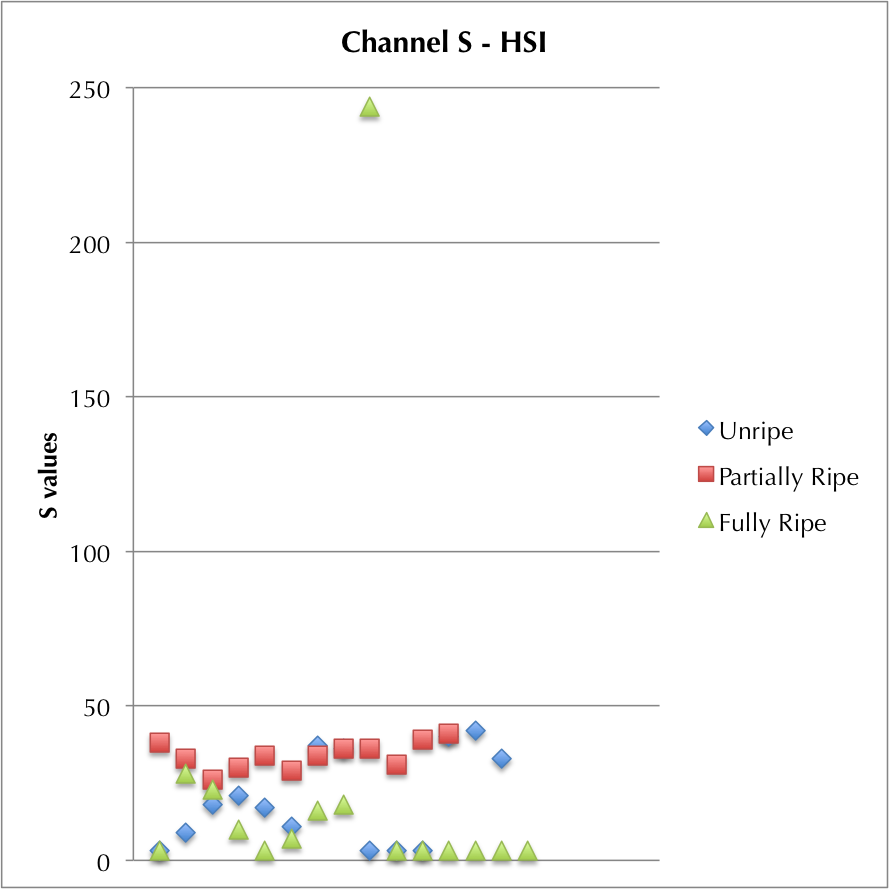 Channel S - HSI
250
200
150
100
50
0
S values
Unripe
Partially Ripe
Fully Ripe